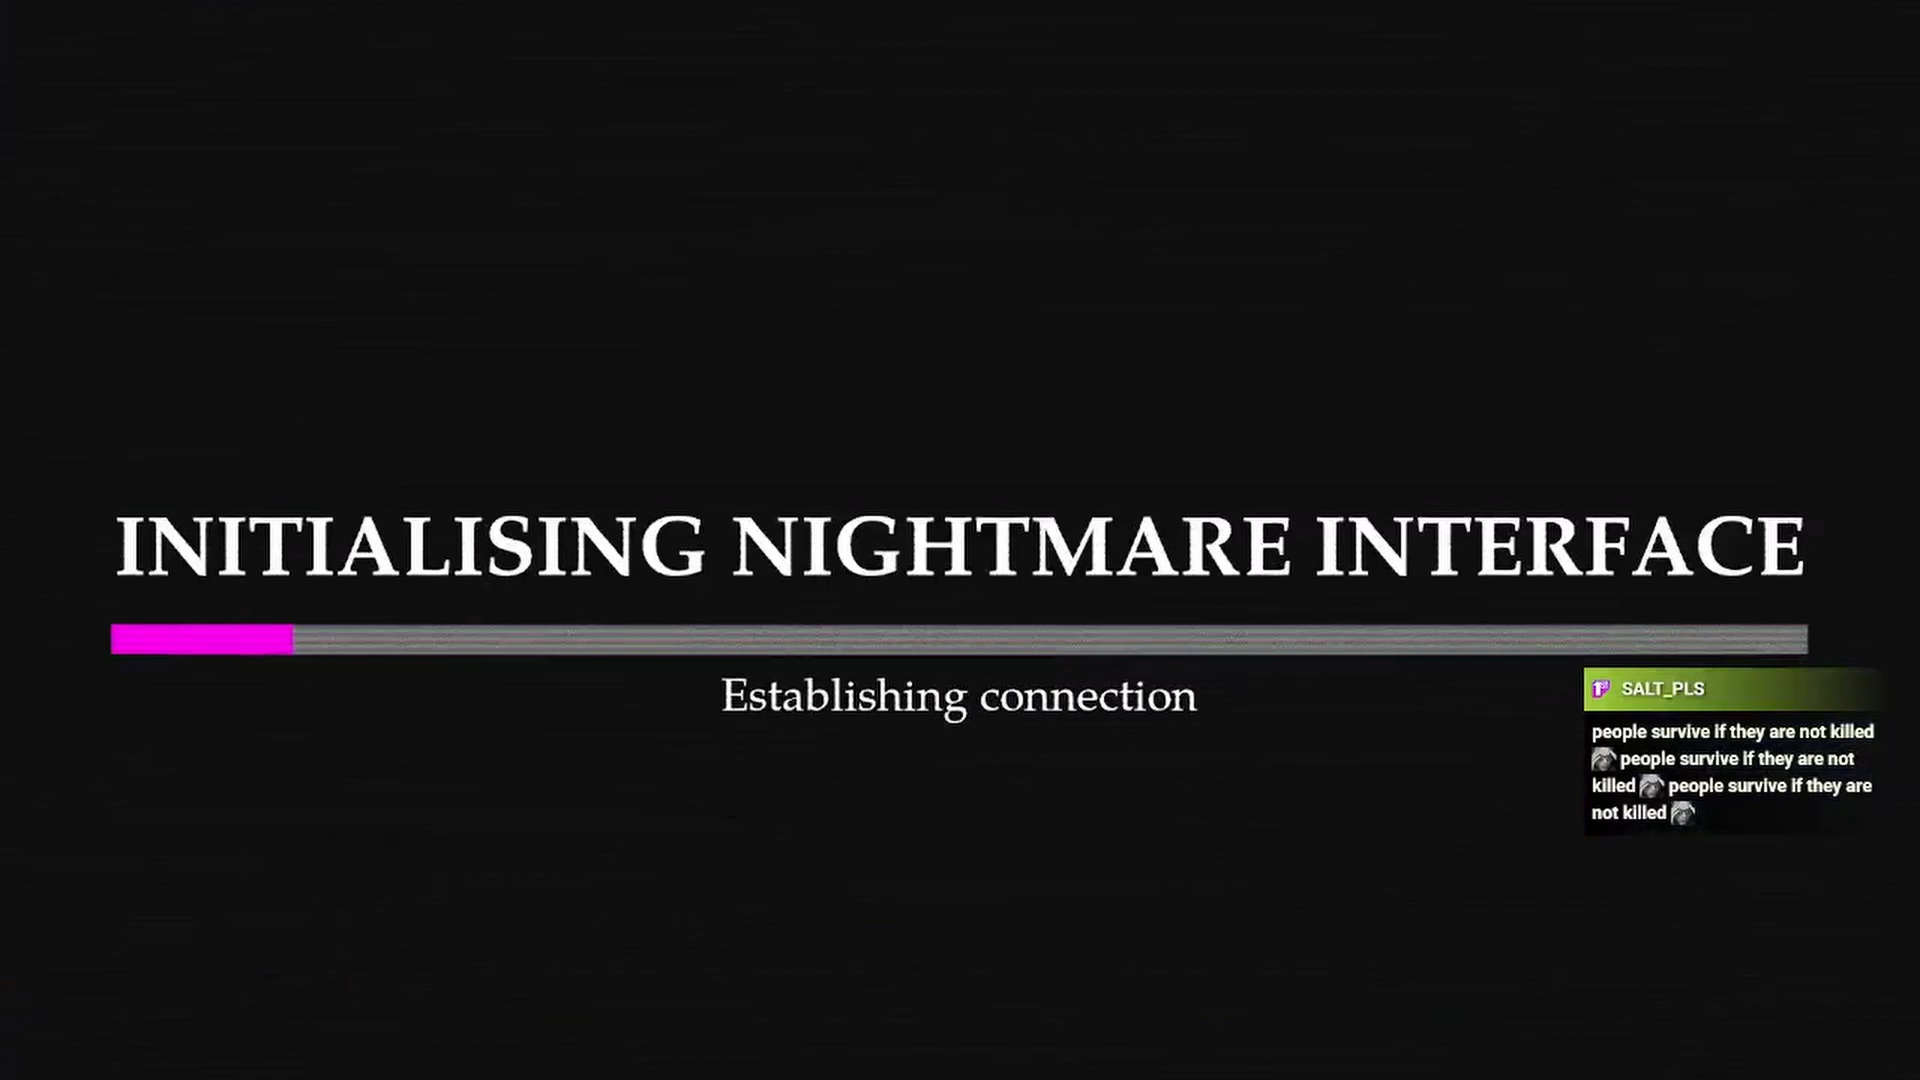 INITIALISING NIGHTMARE INTERFACE
Establishing connection
SALT_PLS
people survive if they are not killed
people survive if they are not
killed people survive if they are
not killed